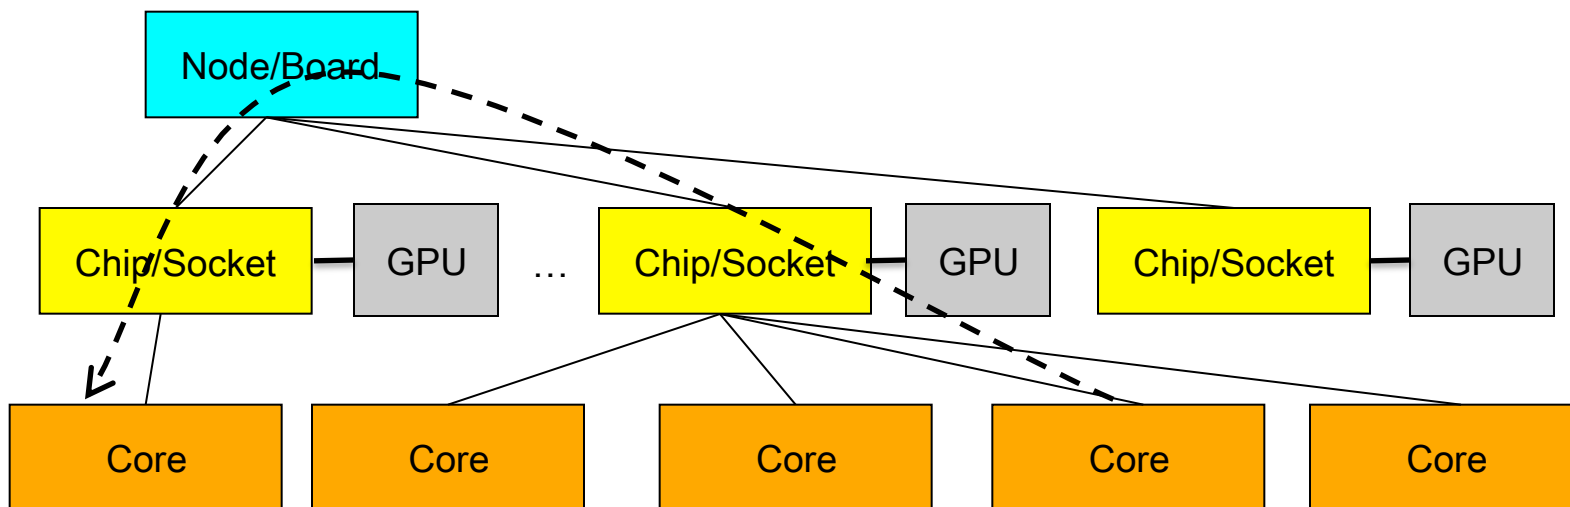 Node/Board
Chip/Socket
GPU
...
Chip/Socket
GPU
Chip/Socket
GPU
Core
Core
Core
Core
Core